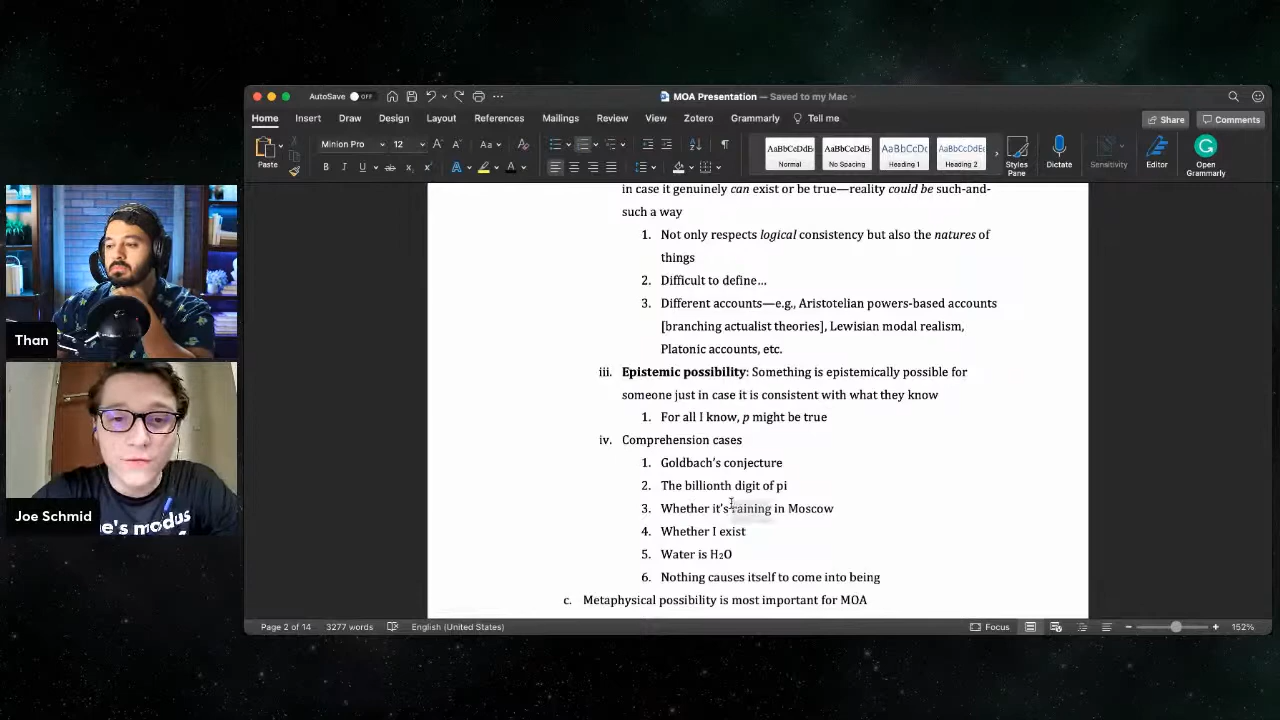 AutoSave OFF
MOA Presentation — Saved to my Mac
Home Insert Draw Design Layout References Mailings Review View Zotero Grammarly Tell me
Share Comments
Paste
Minion Pro 12
AaBbCcDdE
Normal
AaBbCcDdE
No Spacing
AaBbCcDc
Heading 1
AaBbCcDdE
Heading 2
Styles Pane
Dictate
Sensitivity
Editor
Open Grammarly
in case it genuinely can exist or be true—reality could be such-and-
such a way
1. Not only respects logical consistency but also the natures of
things
2. Difficult to define…
3. Different accounts—e.g., Aristotelian powers-based accounts
[branching actualist theories], Lewisian modal realism,
Platonic accounts, etc.
iii. Epistemic possibility: Something is epistemically possible for
someone just in case it is consistent with what they know
1. For all I know, p might be true
iv. Comprehension cases
1. Goldbach's conjecture
2. The billionth digit of pi
3. Whether it's raining in Moscow
4. Whether I exist
5. Water is H2O
6. Nothing causes itself to come into being
c. Metaphysical possibility is most important for MOA
Page 2 of 14 3277 words English (United States) Focus 152%
Than
Joe Schmid
e's modus